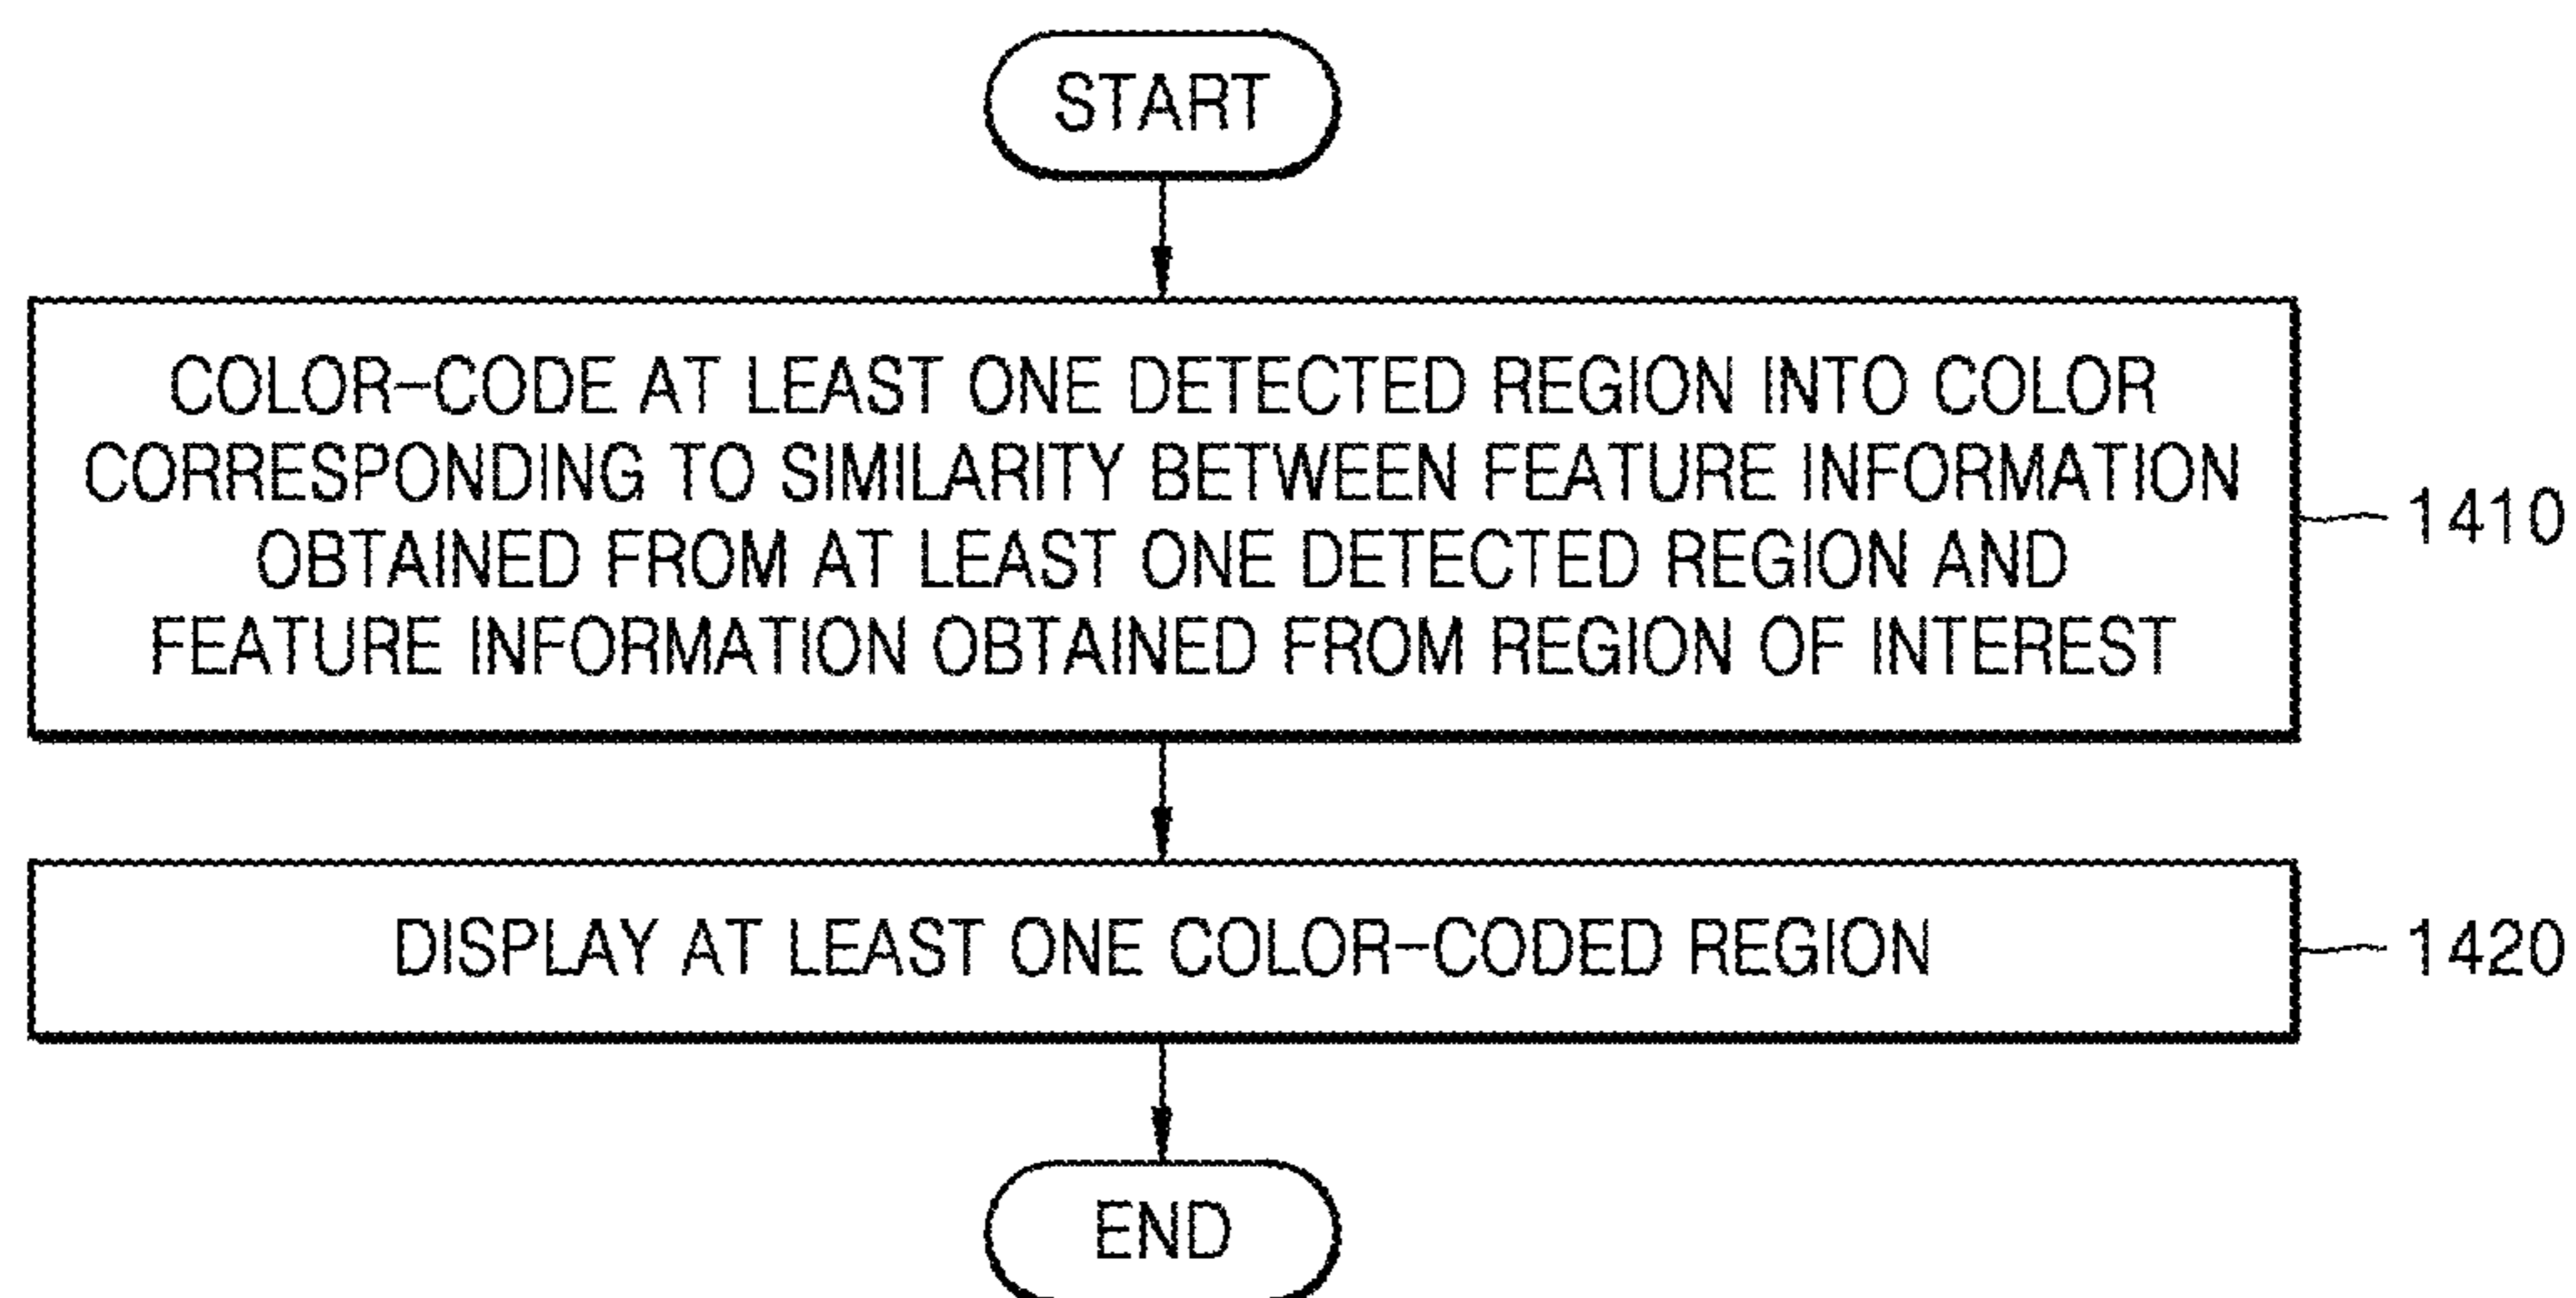 START
COLOR-CODE AT LEAST ONE DETECTED REGION INTO COLOR
CORRESPONDING TO SIMILARITY BETWEEN FEATURE INFORMATION
OBTAINED FROM AT LEAST ONE DETECTED REGION AND
FEATURE INFORMATION OBTAINED FROM REGION OF INTEREST
1410
DISPLAY AT LEAST ONE COLOR-CODED REGION
1420
END